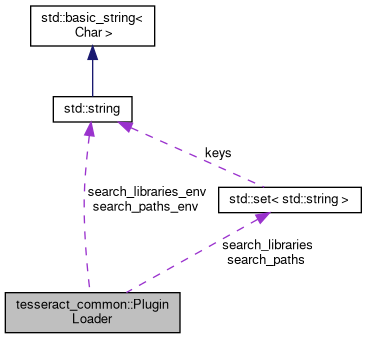 std::basic_string<
Char >
std::string
keys
search_libraries_env
search_paths_env
std::set< std::string >
search_libraries
search_paths
tesseract_common::Plugin
Loader